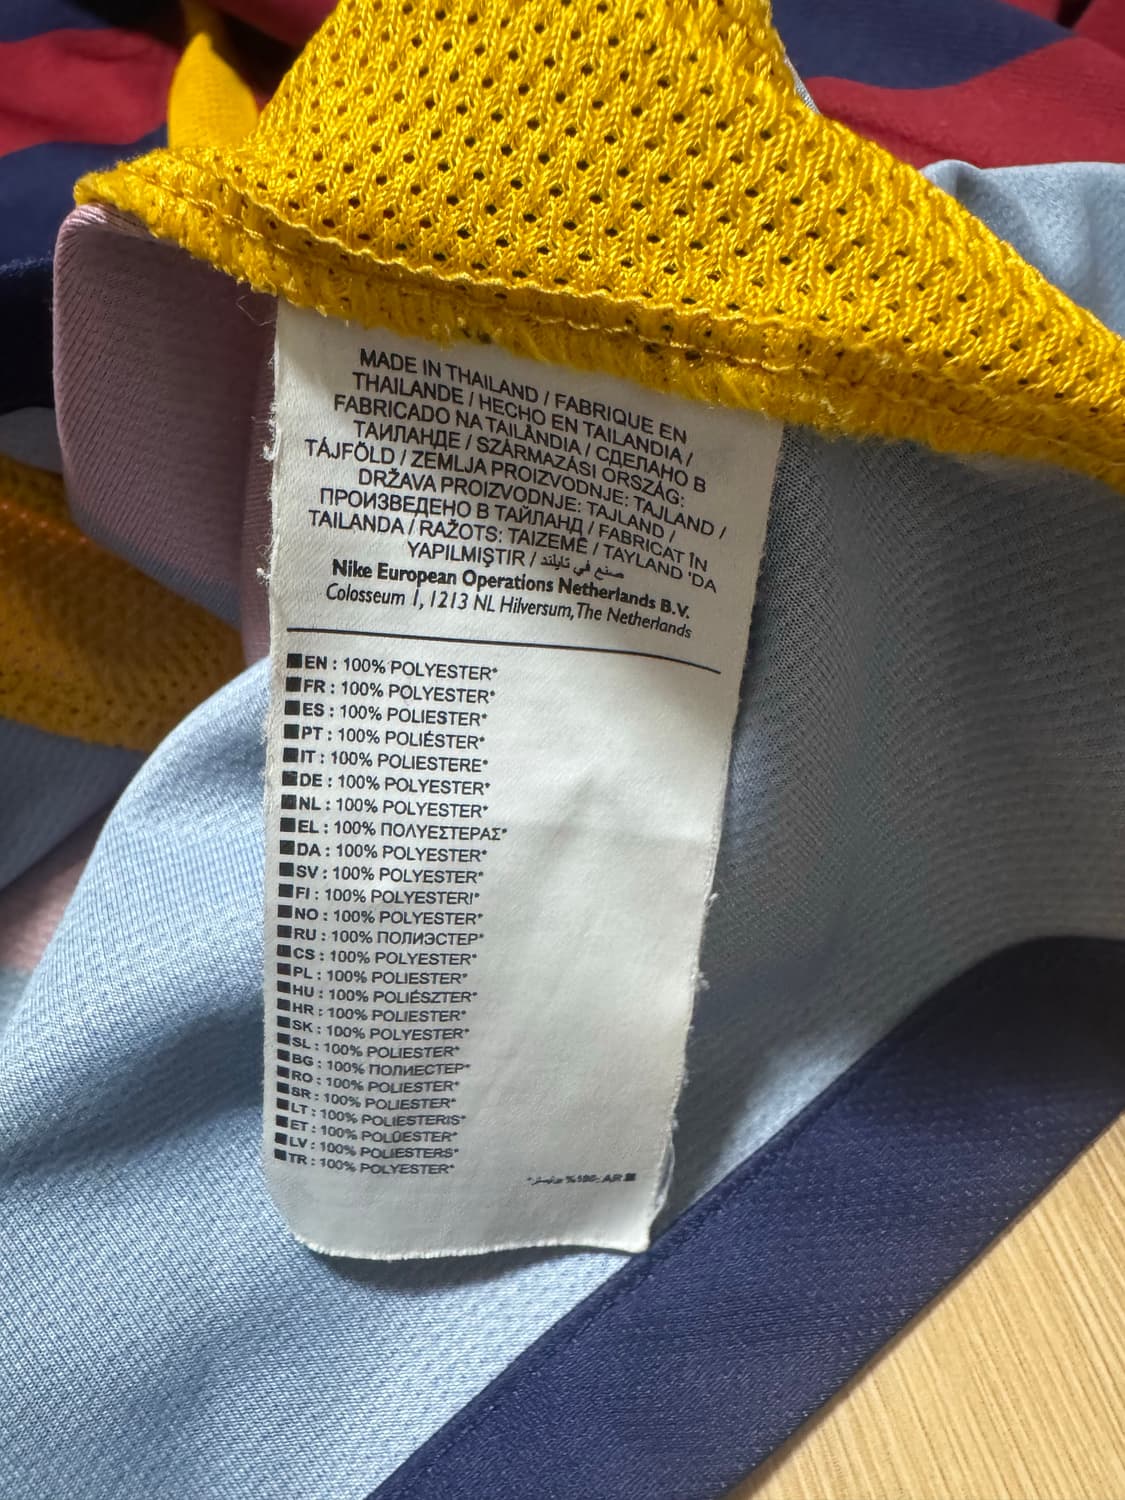 MADE IN THAILAND / FABRIQUE EN
THAILANDE / HECHO EN TAILANDIA /
FABRICADO NA TAILÂNDIA / СДЕЛАНО В
ТАИЛАНДЕ / SZÁRMAZÁSI ORSZÁG:
TÁJFÖLD / ZEMLJA PROIZVODNJE: TAJLAND /
DRŽAVA PROIZVODNJE: TAJLAND /
ПРОИЗВЕДЕНО В ТАЙЛАНД / FABRICAT ÎN
TAILANDA / RAŽOTS: TAIZEMĒ / TAYLAND 'DA
YAPILMIŞTIR / صنع في تايلند
Nike European Operations Netherlands B.V.
Colosseum 1, 1213 NL Hilversum, The Netherlands
EN : 100% POLYESTER*
FR : 100% POLYESTER*
ES : 100% POLIESTER*
PT : 100% POLIÉSTER*
IT : 100% POLIESTERE*
DE : 100% POLYESTER*
NL : 100% POLYESTER*
EL : 100% ΠΟΛΥΕΣΤΕΡΑΣ*
DA : 100% POLYESTER*
SV : 100% POLYESTER*
FI : 100% POLYESTERI*
NO : 100% POLYESTER*
RU : 100% ПОЛИЭСТЕР*
CS : 100% POLYESTER*
PL : 100% POLIESTER*
HU : 100% POLIÉSZTER*
HR : 100% POLIESTER*
SK : 100% POLYESTER*
SL : 100% POLIESTER*
BG : 100% ПОЛИЕСТЕР*
RO : 100% POLIESTER*
SR : 100% POLIESTER*
LT : 100% POLIESTERIS*
ET : 100% POLÜESTER*
LV : 100% POLIESTERS*
TR : 100% POLYESTER*
%100 :AR